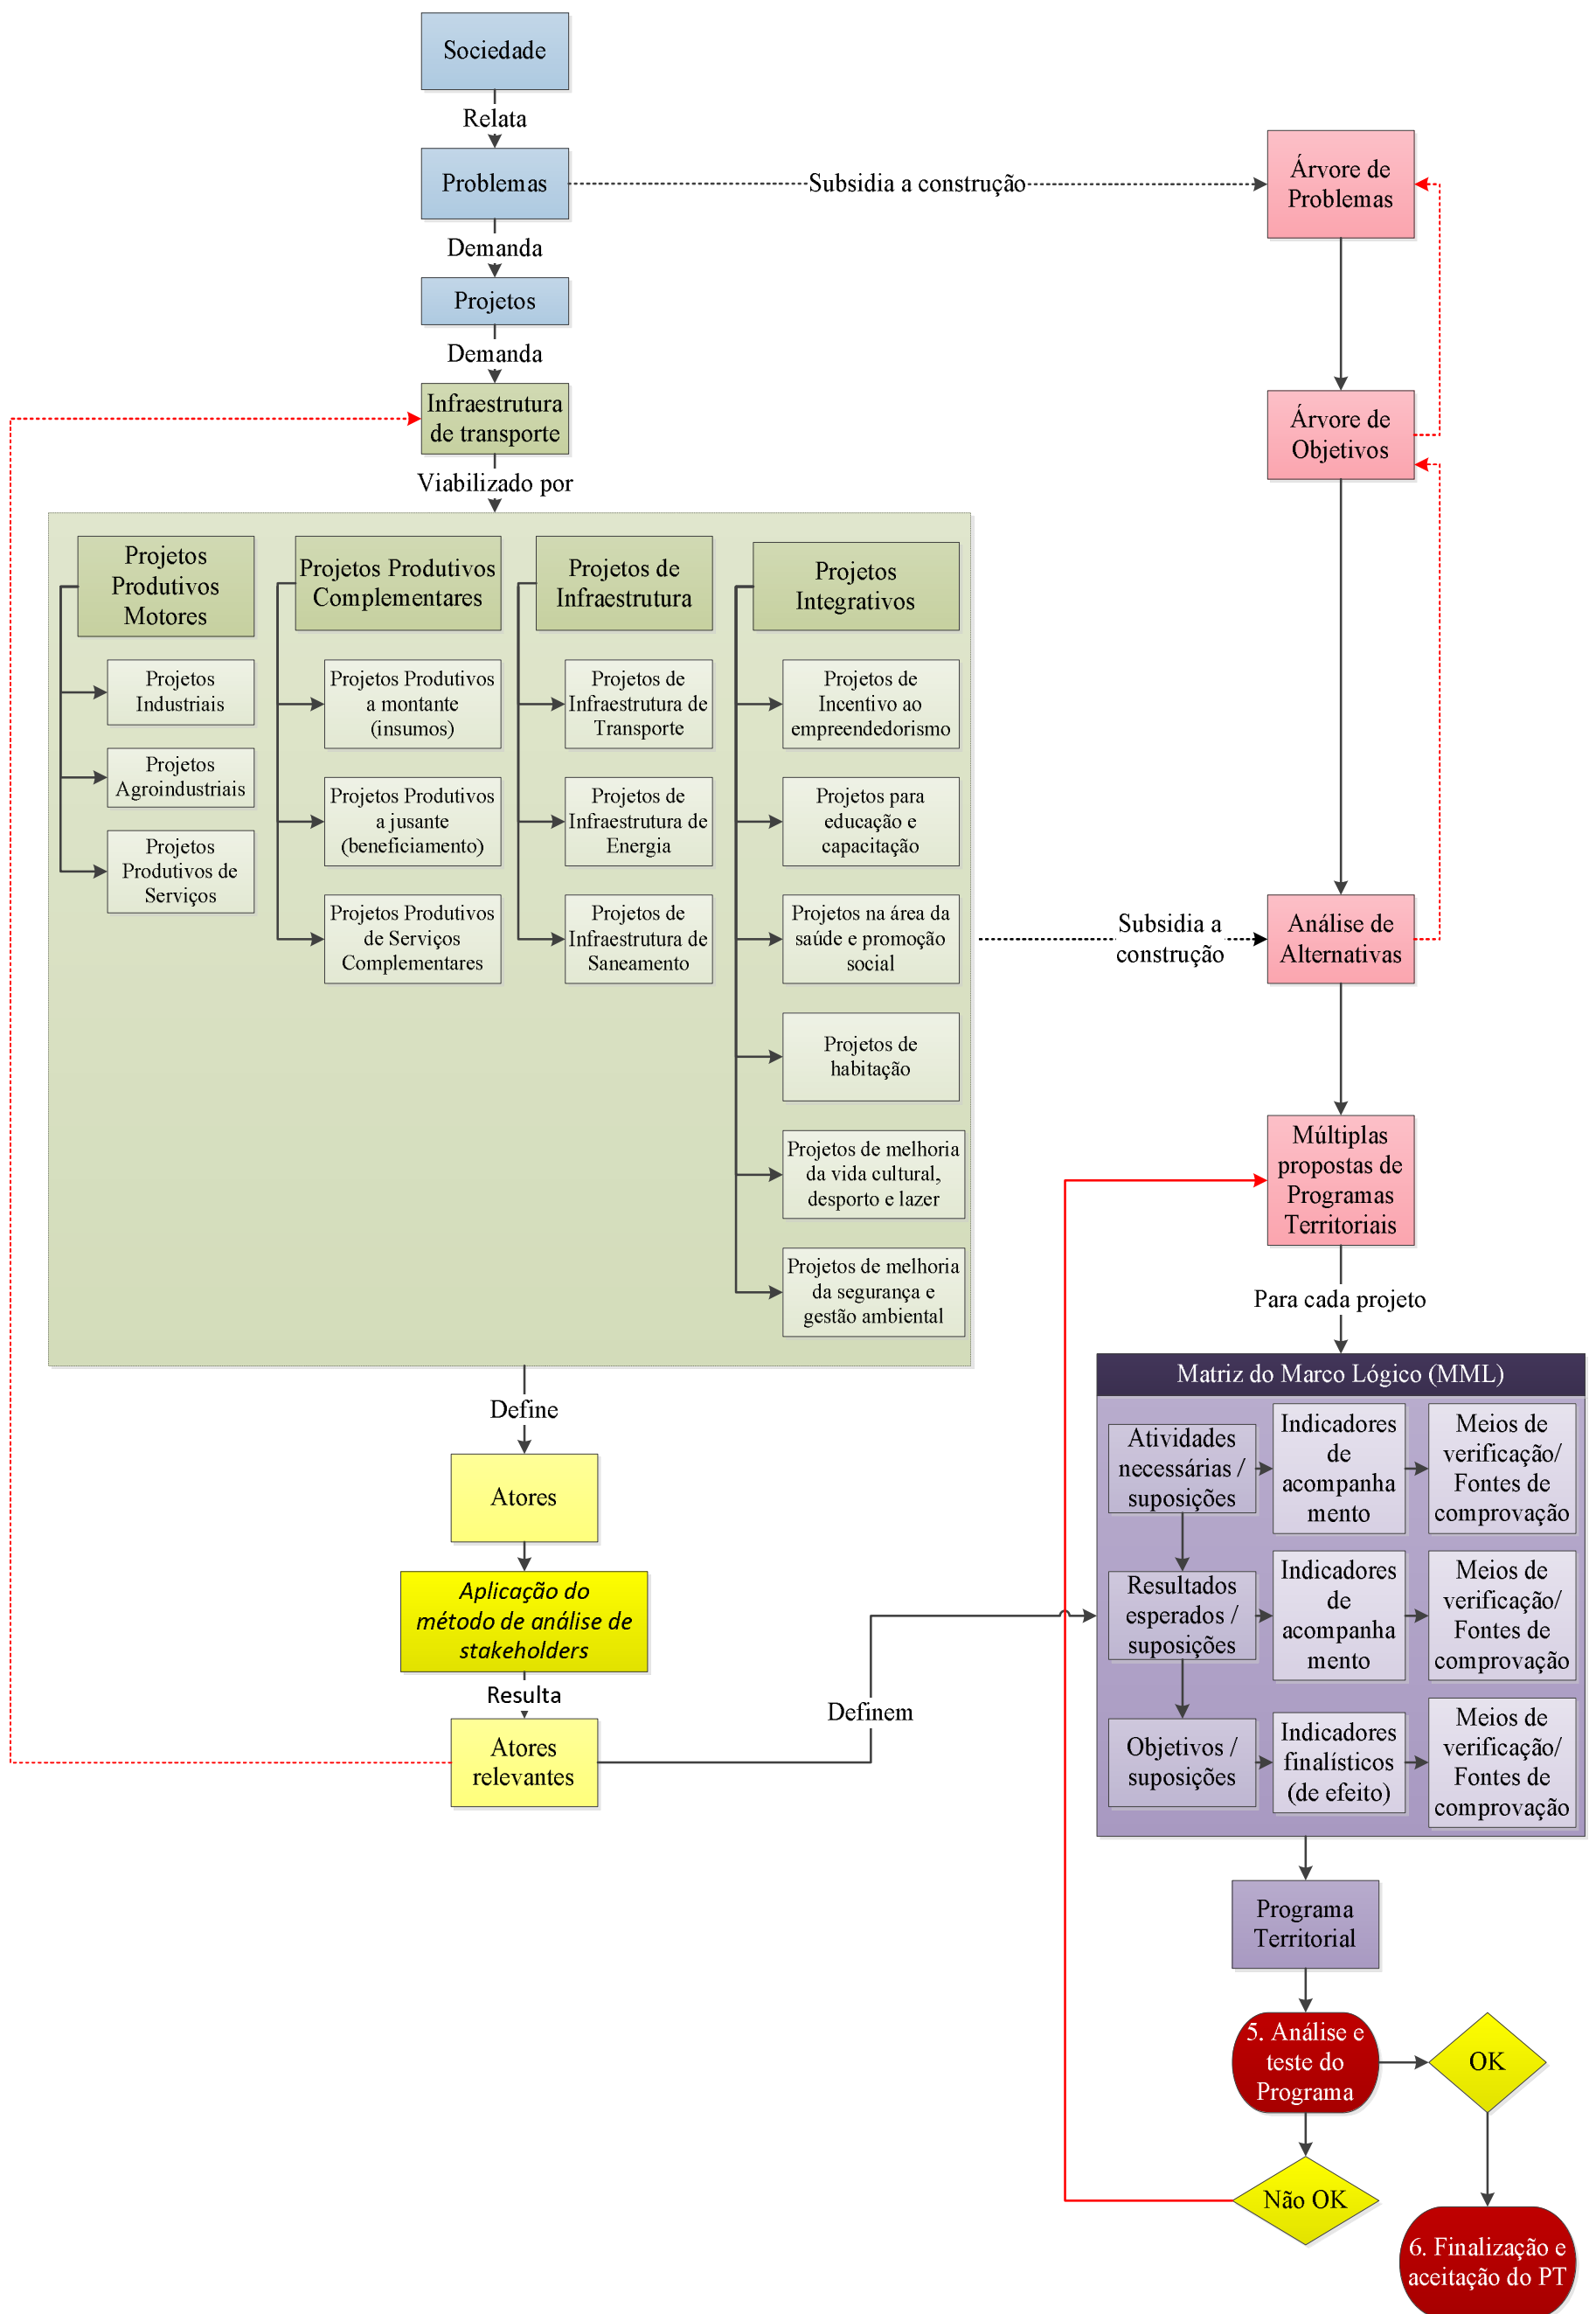 Sociedade
Relata
Problemas
Subsidia a construção
Árvore de
Problemas
Demanda
Projetos
Demanda
Infraestrutura
de transporte
Árvore de
Objetivos
Viabilizado por
Projetos
Produtivos
Motores
Projetos
Industriais
Projetos
Agroindustriais
Projetos
Produtivos de
Serviços
Projetos Produtivos
Complementares
Projetos Produtivos
a montante
(insumos)
Projetos Produtivos
a jusante
(beneficiamento)
Projetos Produtivos
de Serviços
Complementares
Projetos de
Infraestrutura
Projetos de
Infraestrutura de
Transporte
Projetos de
Infraestrutura de
Energia
Projetos de
Infraestrutura de
Saneamento
Projetos
Integrativos
Projetos de
Incentivo ao
empreendedorismo
Projetos para
educação e
capacitação
Projetos na área da
saúde e promoção
social
Projetos de
habitação
Projetos de melhoria
da vida cultural,
desporto e lazer
Projetos de melhoria
da segurança e
gestão ambiental
Subsidia a
construção
Análise de
Alternativas
Múltiplas
propostas de
Programas
Territoriais
Para cada projeto
Define
Atores
Aplicação do
método de análise de
stakeholders
Resulta
Atores
relevantes
Definem
Matriz do Marco Lógico (MML)
Atividades
necessárias /
suposições
Indicadores
de
acompanha
mento
Meios de
verificação/
Fontes de
comprovação
Resultados
esperados /
suposições
Indicadores
de
acompanha
mento
Meios de
verificação/
Fontes de
comprovação
Objetivos /
suposições
Indicadores
finalísticos
(de efeito)
Meios de
verificação/
Fontes de
comprovação
Programa
Territorial
5. Análise e
teste do
Programa
OK
Não OK
6. Finalização e
aceitação do PT